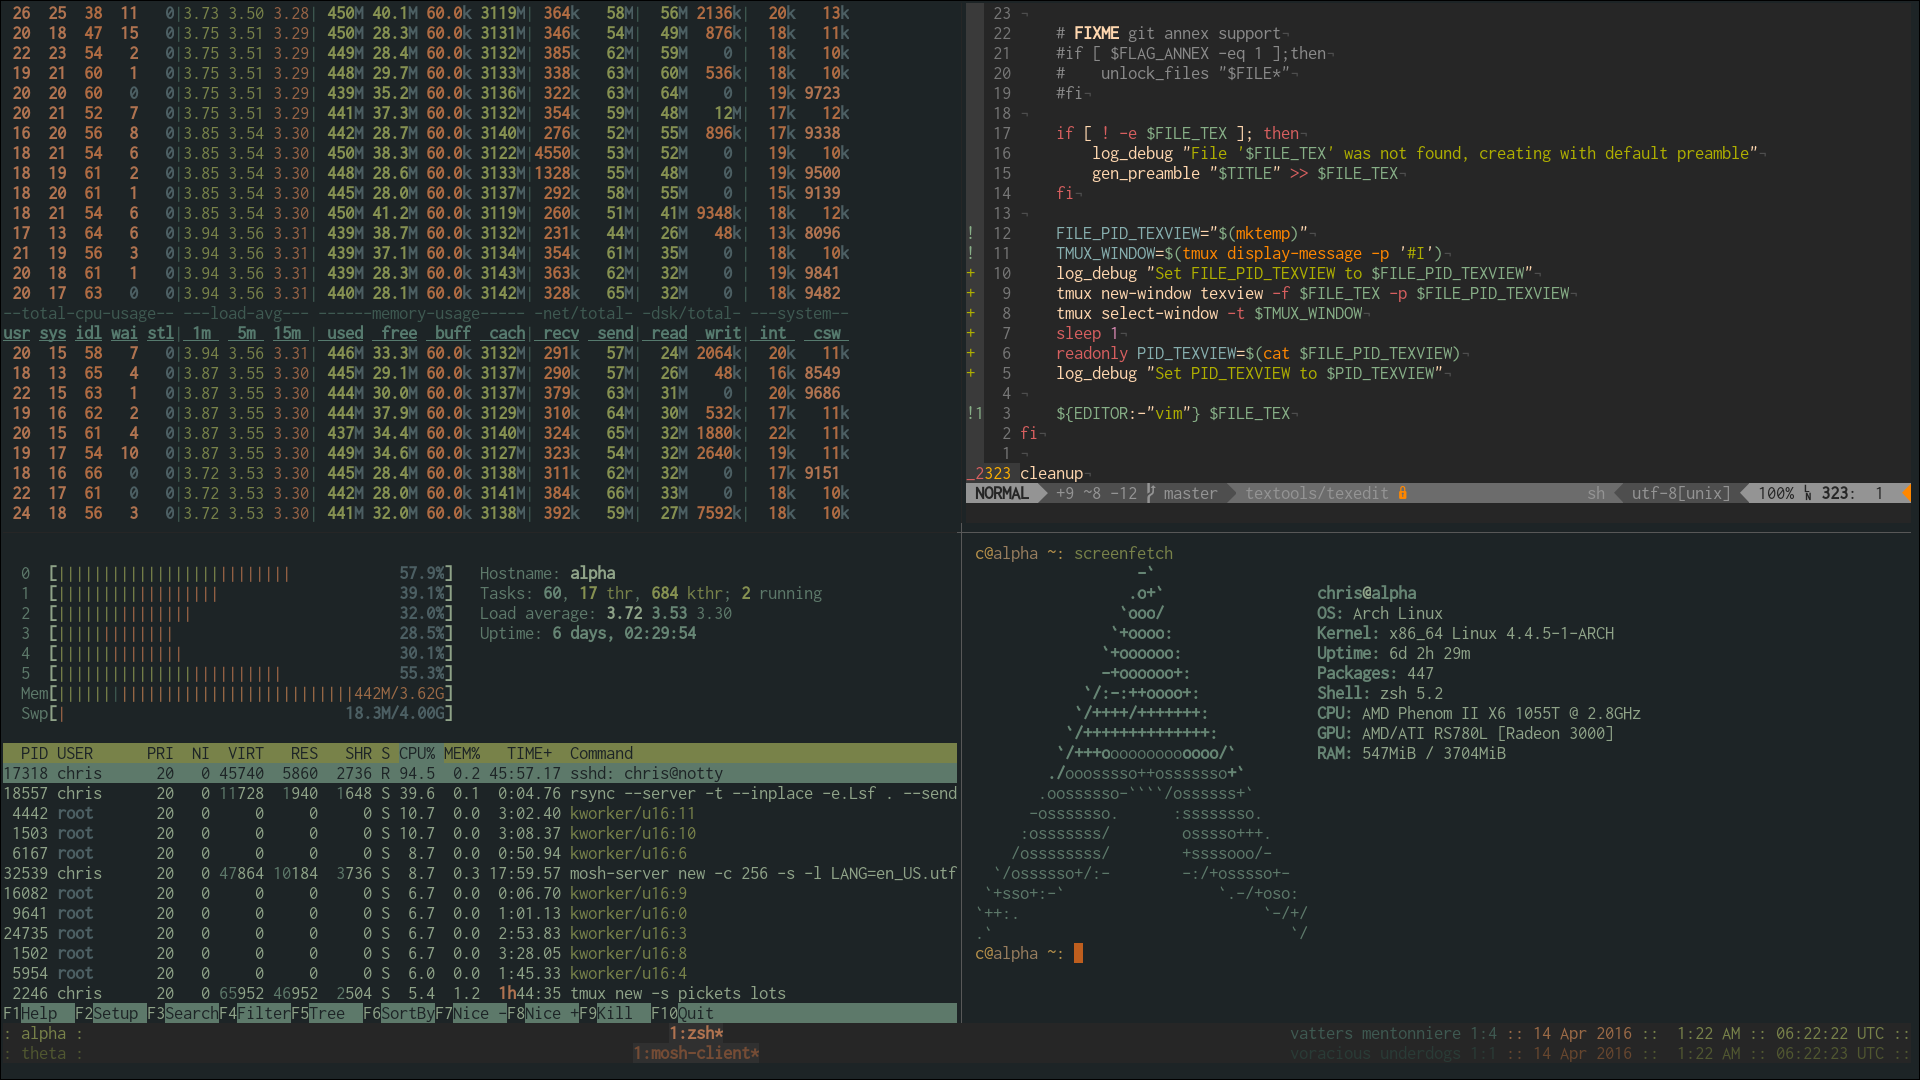 26  25  38  11   0|3.73 3.50 3.28| 450M 40.1M 60.0k 3119M| 364k   58M|  56M 2136k|  20k   13k
20  18  47  15   0|3.75 3.51 3.29| 450M 28.3M 60.0k 3131M| 346k   54M|  49M  876k|  18k   11k
22  23  54   2   0|3.75 3.51 3.29| 449M 28.4M 60.0k 3132M| 385k   62M|  59M    0 |  18k   10k
19  21  60   1   0|3.75 3.51 3.29| 448M 29.7M 60.0k 3133M| 338k   63M|  60M  536k|  18k   10k
20  20  60   0   0|3.75 3.51 3.29| 439M 35.2M 60.0k 3136M| 322k   63M|  64M    0 |  19k 9723
20  21  52   7   0|3.75 3.51 3.29| 441M 37.3M 60.0k 3132M| 354k   59M|  48M   12M|  17k   12k
16  20  56   8   0|3.85 3.54 3.30| 442M 28.7M 60.0k 3140M| 276k   52M|  55M  896k|  17k 9338
18  21  54   6   0|3.85 3.54 3.30| 450M 38.3M 60.0k 3122M|4550k   53M|  52M    0 |  19k   10k
18  19  61   2   0|3.85 3.54 3.30| 448M 28.6M 60.0k 3133M|1328k   55M|  48M    0 |  19k 9500
18  20  61   1   0|3.85 3.54 3.30| 445M 28.0M 60.0k 3137M| 292k   58M|  55M    0 |  15k 9139
18  21  54   6   0|3.85 3.54 3.30| 450M 41.2M 60.0k 3119M| 260k   51M|  41M 9348k|  18k   12k
17  13  64   6   0|3.94 3.56 3.31| 439M 38.7M 60.0k 3132M| 231k   44M|  26M   48k|  13k 8096
21  19  56   3   0|3.94 3.56 3.31| 439M 37.1M 60.0k 3134M| 354k   61M|  35M    0 |  18k   10k
20  18  61   1   0|3.94 3.56 3.31| 439M 28.3M 60.0k 3143M| 363k   62M|  32M    0 |  19k 9841
20  17  63   0   0|3.94 3.56 3.31| 440M 28.1M 60.0k 3142M| 328k   65M|  32M    0 |  18k 9482
--total-cpu-usage-- ---load-avg--- ------memory-usage----- -net/total- -dsk/total- ---system--
usr sys idl wai stl| 1m   5m  15m | used  free  buff  cach| recv  send| read  writ| int   csw
20  15  58   7   0|3.94 3.56 3.31| 446M 33.3M 60.0k 3132M| 291k   57M|  24M 2064k|  20k   11k
18  13  65   4   0|3.87 3.55 3.30| 445M 29.1M 60.0k 3137M| 290k   57M|  26M   48k|  16k 8549
22  15  63   1   0|3.87 3.55 3.30| 444M 30.0M 60.0k 3137M| 379k   63M|  31M    0 |  20k 9686
19  16  62   2   0|3.87 3.55 3.30| 444M 37.9M 60.0k 3129M| 310k   64M|  30M  532k|  17k   11k
20  15  61   4   0|3.87 3.55 3.30| 437M 34.4M 60.0k 3140M| 324k   65M|  32M 1880k|  22k   11k
19  17  54  10   0|3.87 3.55 3.30| 449M 34.6M 60.0k 3127M| 323k   54M|  32M 2640k|  19k   11k
18  16  66   0   0|3.72 3.53 3.30| 445M 28.4M 60.0k 3138M| 311k   62M|  32M    0 |  17k 9151
22  17  61   0   0|3.72 3.53 3.30| 442M 28.0M 60.0k 3141M| 384k   66M|  33M    0 |  18k   10k
24  18  56   3   0|3.72 3.53 3.30| 441M 32.0M 60.0k 3138M| 392k   59M|  27M 7592k|  18k   10k
23 ¬
22     # FIXME git annex support¬
21     #if [ $FLAG_ANNEX -eq 1 ];then¬
20     #    unlock_files "$FILE*"¬
19     #fi¬
18 ¬
17     if [ ! -e $FILE_TEX ]; then¬
16         log_debug "File '$FILE_TEX' was not found, creating with default preamble"¬
15         gen_preamble "$TITLE" >> $FILE_TEX¬
14     fi¬
13 ¬
! 12     FILE_PID_TEXVIEW="$(mktemp)"¬
! 11     TMUX_WINDOW=$(tmux display-message -p '#I')¬
+ 10     log_debug "Set FILE_PID_TEXVIEW to $FILE_PID_TEXVIEW"¬
+  9     tmux new-window texview -f $FILE_TEX -p $FILE_PID_TEXVIEW¬
+  8     tmux select-window -t $TMUX_WINDOW¬
+  7     sleep 1¬
+  6     readonly PID_TEXVIEW=$(cat $FILE_PID_TEXVIEW)¬
+  5     log_debug "Set PID_TEXVIEW to $PID_TEXVIEW"¬
4 ¬
!1  3     ${EDITOR:-"vim"} $FILE_TEX¬
2 fi¬
1 ¬
_2323 cleanup¬
NORMAL  +9 ~8 -12  master  textools/texedit  sh  utf-8[unix]  100% 323:  1
0  [||||||||||||||||||||||||||            57.9%]
1  [||||||||||||||||||                    39.1%]
2  [|||||||||||||||                       32.0%]
3  [|||||||||||||                         28.5%]
4  [||||||||||||||                        30.1%]
5  [|||||||||||||||||||||||||             55.3%]
Mem[|||||||||||||||||||||||||||||||||442M/3.62G]
Swp[|                               18.3M/4.00G]
Hostname: alpha
Tasks: 60, 17 thr, 684 kthr; 2 running
Load average: 3.72 3.53 3.30
Uptime: 6 days, 02:29:54
PID USER      PRI  NI  VIRT   RES   SHR S CPU% MEM%   TIME+  Command
17318 chris     20   0 45740  5860  2736 R 94.5  0.2 45:57.17 sshd: chris@notty
18557 chris     20   0 11728  1940  1648 S 39.6  0.1  0:04.76 rsync --server -t --inplace -e.Lsf . --send
4442 root      20   0     0     0     0 S 10.7  0.0  3:02.40 kworker/u16:11
1503 root      20   0     0     0     0 S 10.7  0.0  3:08.37 kworker/u16:10
6167 root      20   0     0     0     0 S  8.7  0.0  0:50.94 kworker/u16:6
32539 chris     20   0 47864 10184  3736 S  8.7  0.3 17:59.57 mosh-server new -c 256 -s -l LANG=en_US.utf
16082 root      20   0     0     0     0 S  6.7  0.0  0:06.70 kworker/u16:9
9641 root      20   0     0     0     0 S  6.7  0.0  1:01.13 kworker/u16:0
24735 root      20   0     0     0     0 S  6.7  0.0  2:53.83 kworker/u16:3
1502 root      20   0     0     0     0 S  6.7  0.0  3:28.05 kworker/u16:8
5954 root      20   0     0     0     0 S  6.0  0.0  1:45.33 kworker/u16:4
2246 chris     20   0 65952 46952  2504 S  5.4  1.2  1h44:35 tmux new -s pickets lots
F1Help  F2Setup F3SearchF4FilterF5Tree  F6SortByF7Nice -F8Nice +F9Kill  F10Quit
c@alpha ~: screenfetch
                  -`
                 .o+`
                `ooo/
               `+oooo:
              `+oooooo:
              -+oooooo+:
            `/:-:++oooo+:
           `/++++/+++++++:
          `/++++++++++++++:
         `/+++ooooooooooooo/`
        ./ooosssso++osssssso+`
       .oossssso-````/ossssss+`
      -osssssso.      :ssssssso.
     :osssssss/        osssso+++.
    /ossssssss/        +ssssooo/-
  `/ossssso+/:-        -:/+osssso+-
 `+sso+:-`                 `.-/+oso:
`++:.                           `-/+/
.`                                 `/
chris@alpha
OS: Arch Linux
Kernel: x86_64 Linux 4.4.5-1-ARCH
Uptime: 6d 2h 29m
Packages: 447
Shell: zsh 5.2
CPU: AMD Phenom II X6 1055T @ 2.8GHz
GPU: AMD/ATI RS780L [Radeon 3000]
RAM: 547MiB / 3704MiB
c@alpha ~:
: alpha :  1:zsh*  vatters mentonniere 1:4 :: 14 Apr 2016 ::  1:22 AM :: 06:22:22 UTC ::
: theta :  1:mosh-client*  voracious underdogs 1:1 :: 14 Apr 2016 ::  1:22 AM :: 06:22:23 UTC ::